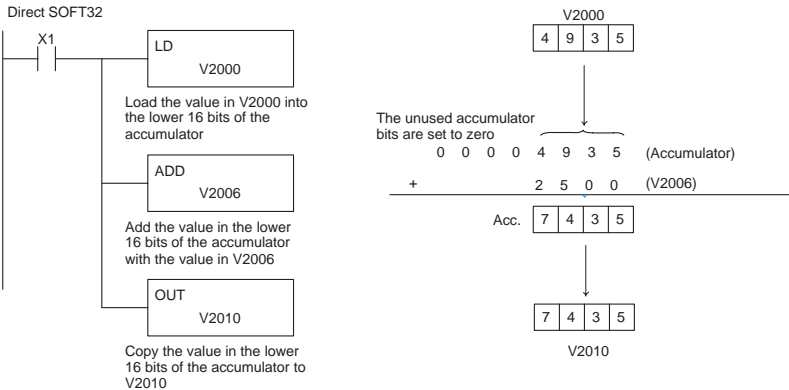 Direct SOFT32
X1
LD
V2000
Load the value in V2000 into
the lower 16 bits of the
accumulator
ADD
V2006
Add the value in the lower
16 bits of the accumulator
with the value in V2006
OUT
V2010
Copy the value in the lower
16 bits of the accumulator to
V2010
V2000
4 9 3 5
The unused accumulator
bits are set to zero
0 0 0 0 4 9 3 5 (Accumulator)
+ 2 5 0 0 (V2006)
Acc. 7 4 3 5
7 4 3 5
V2010